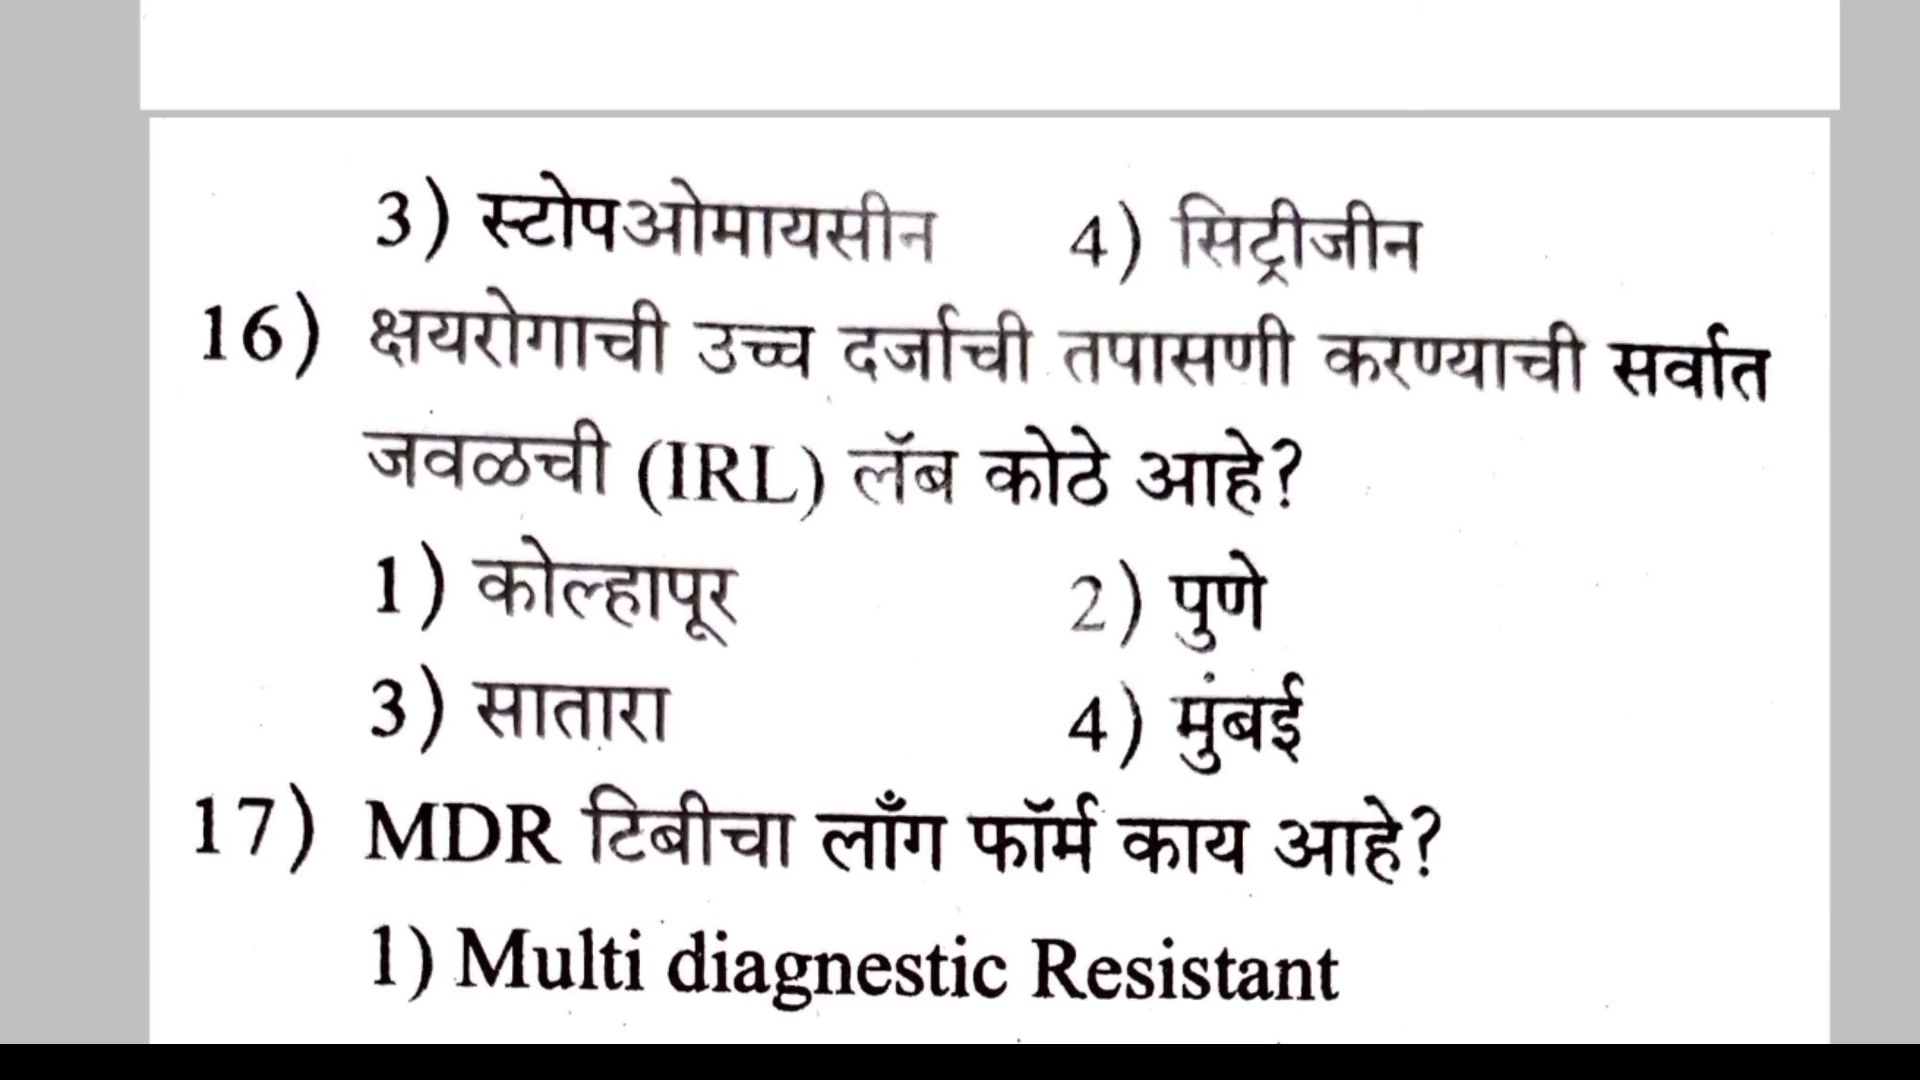 3) स्टोपओमायसीन 4) सिट्रीजीन
16) क्षयरोगाची उच्च दर्जाची तपासणी करण्याची सर्वात
जवळची (IRL) लॅब कोठे आहे?
1) कोल्हापूर 2) पुणे
3) सातारा 4) मुंबई
17) MDR टिबीचा लाँग फॉर्म काय आहे?
1) Multi diagnestic Resistant